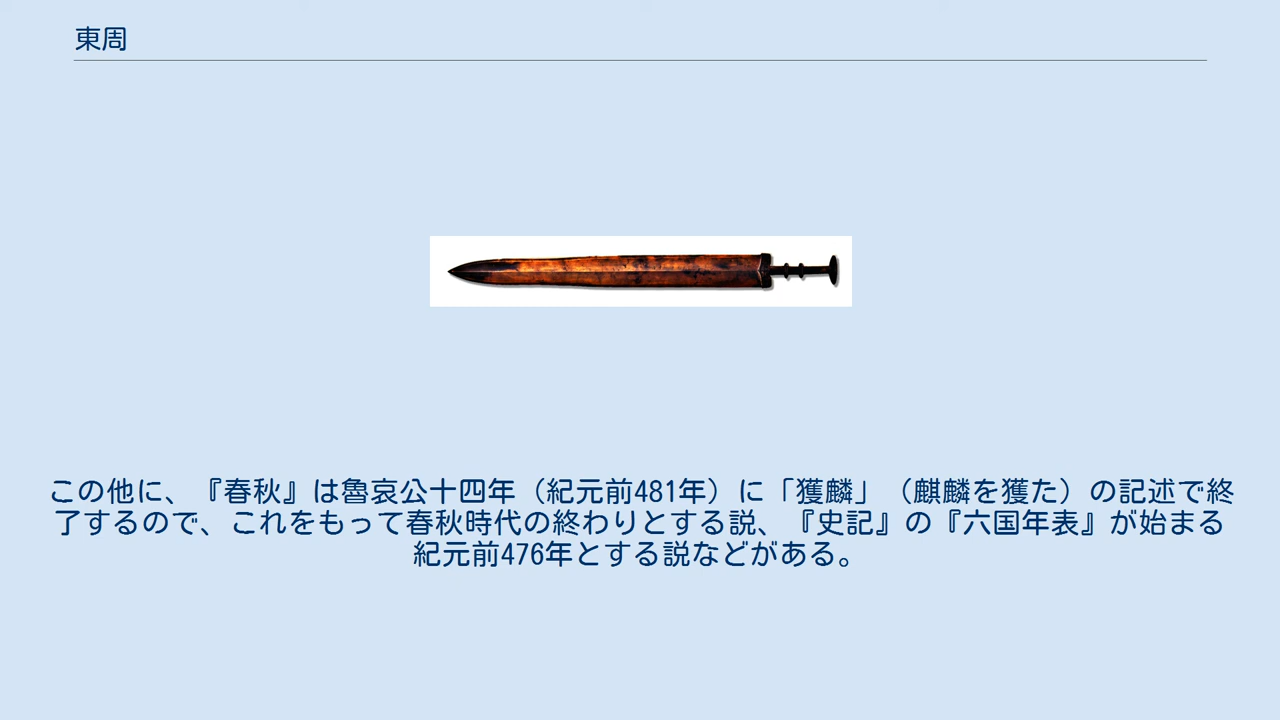 東周
この他に、『春秋』は魯哀公十四年（紀元前481年）に「獲麟」（麒麟を獲た）の記述で終
了するので、これをもって春秋時代の終わりとする説、『史記』の『六国年表』が始まる
紀元前476年とする説などがある。